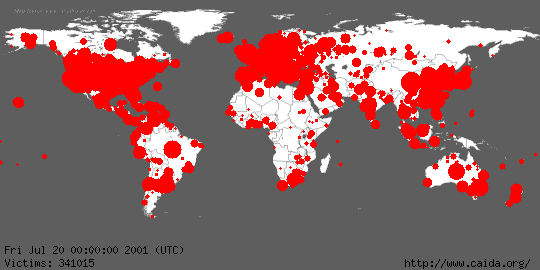 Fri Jul 20 00:00:00 2001 (UTC)
Victims: 341015
http://www.caida.org/